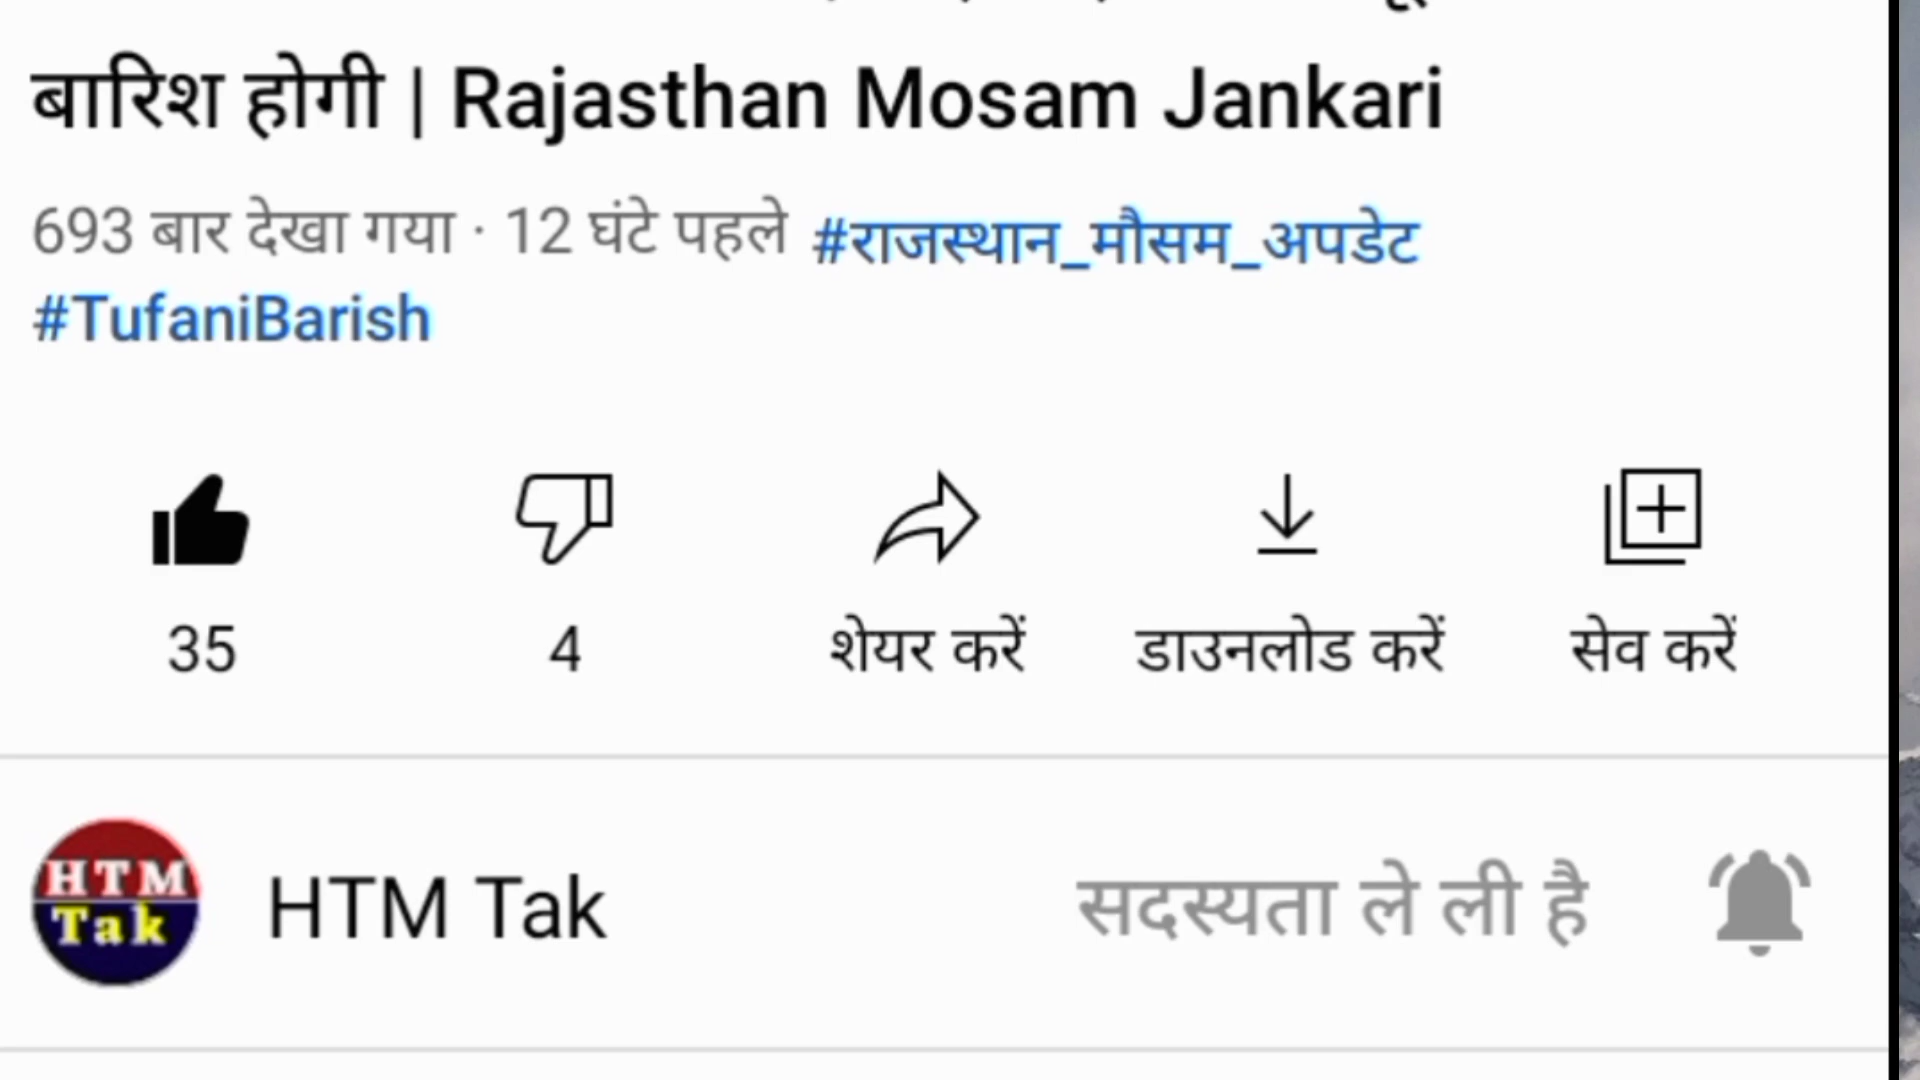 बारिश होगी | Rajasthan Mosam Jankari
693 बार देखा गया · 12 घंटे पहले #राजस्थान_मौसम_अपडेट
#TufaniBarish
35
4
शेयर करें
डाउनलोड करें
सेव करें
HTM
Tak
HTM Tak
सदस्यता ले ली है